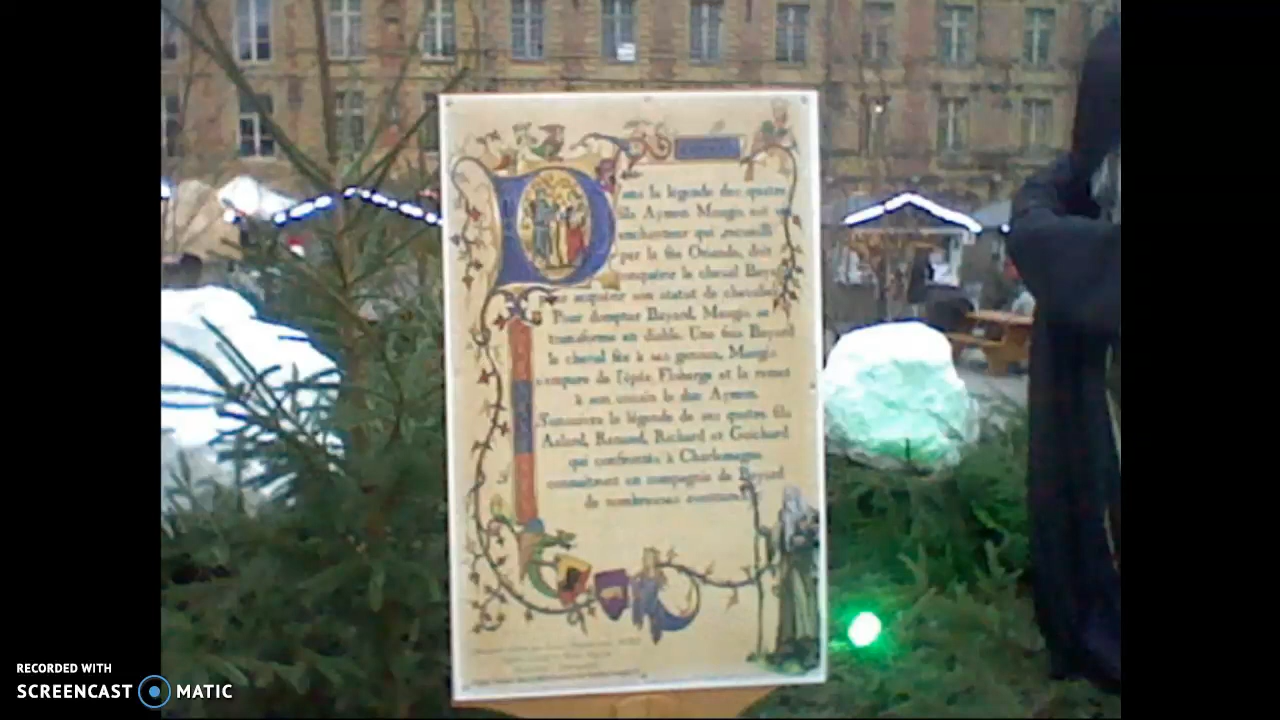 Dans la légende des quatre
fils Aymon Maugis est un
enchanteur qui recueilli
par la fée Oriande, doit
conquérir le cheval Bayard
pour acquérir son statut de chevalier
Pour dompter Bayard, Maugis se
transforme en diable. Une fois Bayard
le cheval fée à ses genoux, Maugis
s'empare de l'épée Floberge et la remet
à son cousin le duc Aymon.
légende de ses quatre fils
Aalard, Renaud, Richard et Guichard
qui confrontés à Charlemagne
connaîtront en compagnie de Bayard
de nombreuses aventures
RECORDED WITH
SCREENCAST MATIC